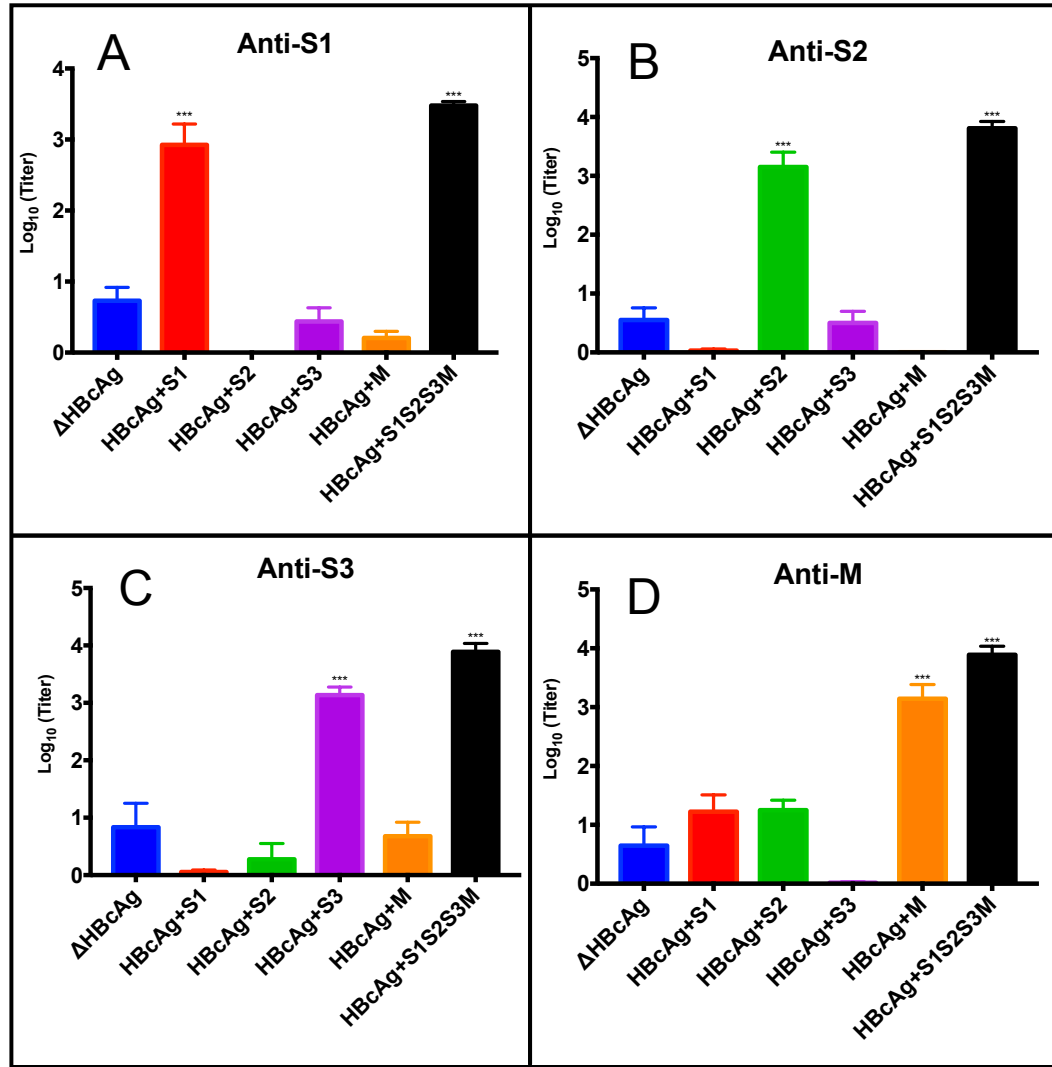 A
Anti-S1
Log10 (Titer)
4
3
2
1
0
***
***
ΔHBcAg
HBcAg+S1
HBcAg+S2
HBcAg+S3
HBcAg+M
HBcAg+S1S2S3M
B
Anti-S2
Log10 (Titer)
5
4
3
2
1
0
***
***
ΔHBcAg
HBcAg+S1
HBcAg+S2
HBcAg+S3
HBcAg+M
HBcAg+S1S2S3M
C
Anti-S3
Log10 (Titer)
5
4
3
2
1
0
***
***
ΔHBcAg
HBcAg+S1
HBcAg+S2
HBcAg+S3
HBcAg+M
HBcAg+S1S2S3M
D
Anti-M
Log10 (Titer)
5
4
3
2
1
0
***
***
ΔHBcAg
HBcAg+S1
HBcAg+S2
HBcAg+S3
HBcAg+M
HBcAg+S1S2S3M